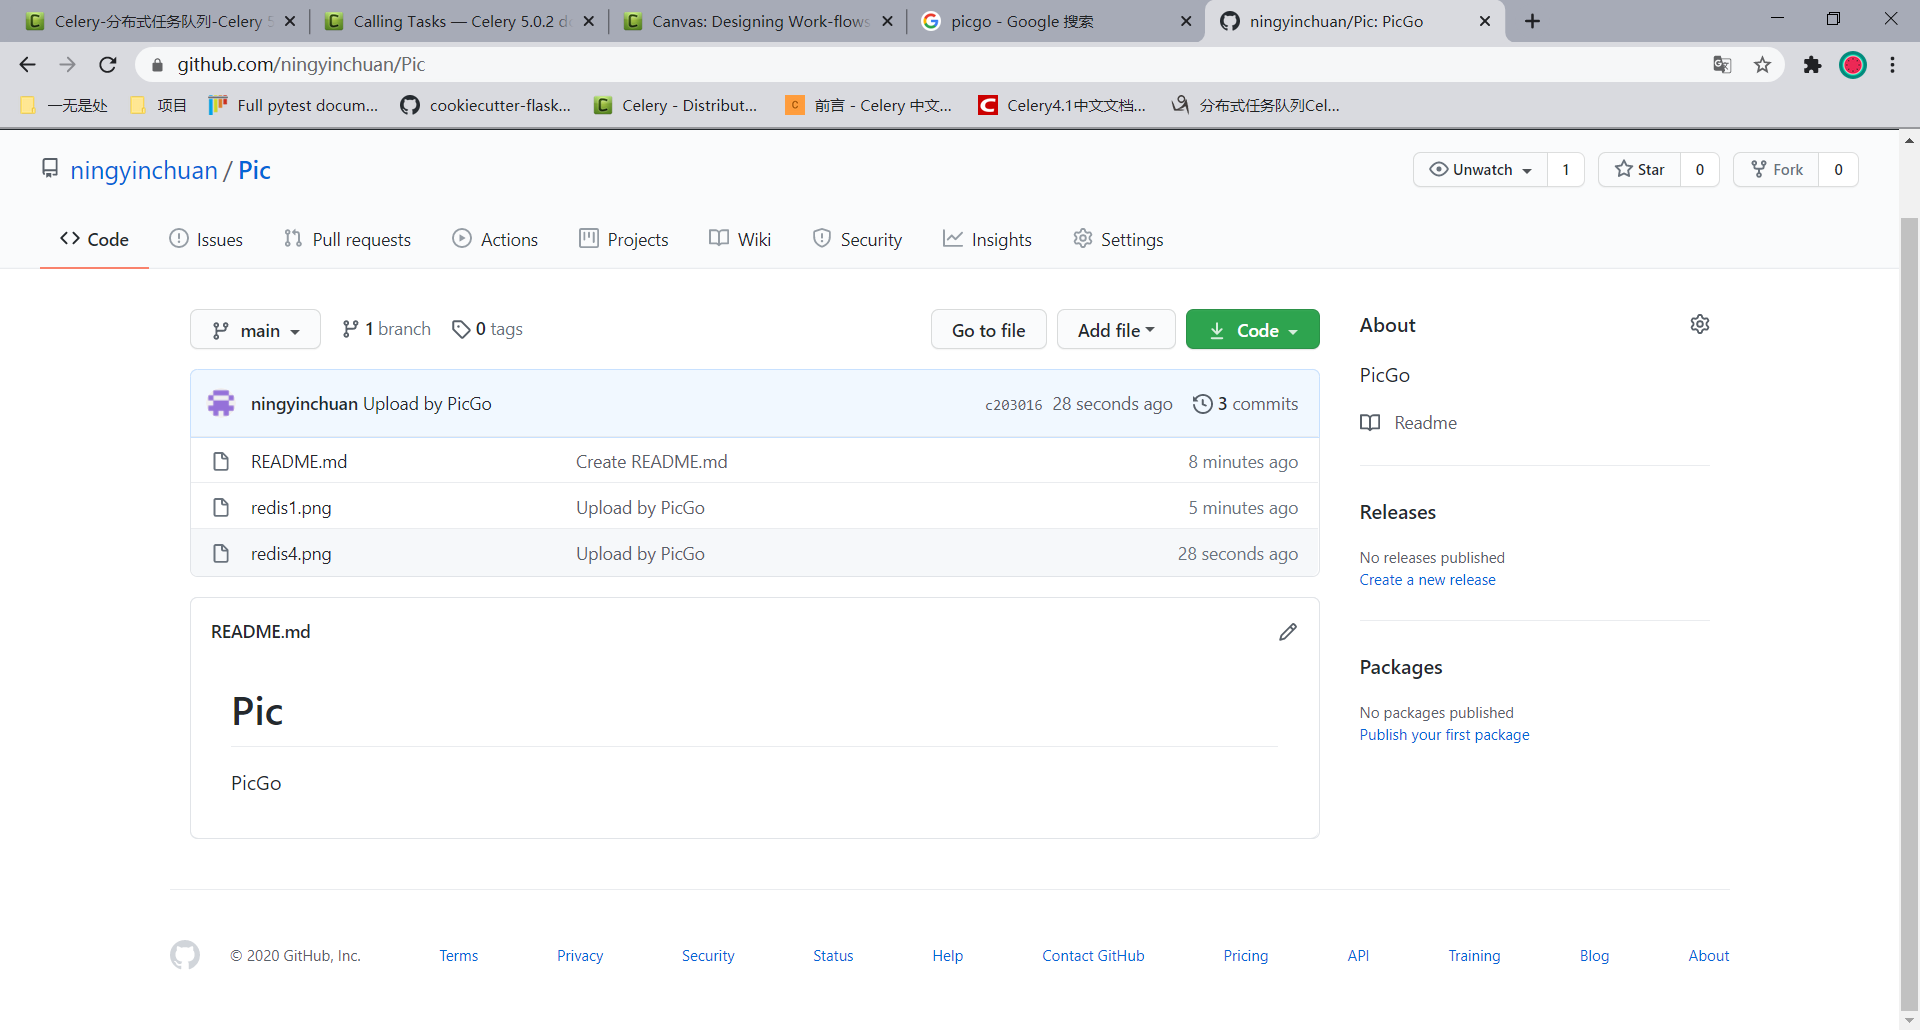 Celery-分布式任务队列-Celery 5
Calling Tasks — Celery 5.0.2 d
Canvas: Designing Work-flows
picgo - Google 搜索
ningyinchuan/Pic: PicGo
github.com/ningyinchuan/Pic
一无是处
项目
Full pytest docum...
cookiecutter-flask...
Celery - Distribut...
前言 - Celery 中文...
Celery4.1中文文档...
分布式任务队列Cel...
ningyinchuan / Pic
Unwatch 1
Star 0
Fork 0
Code
Issues
Pull requests
Actions
Projects
Wiki
Security
Insights
Settings
main
1 branch
0 tags
Go to file
Add file
Code
About
PicGo
Readme
ningyinchuan Upload by PicGo c203016 28 seconds ago 3 commits
README.md Create README.md 8 minutes ago
redis1.png Upload by PicGo 5 minutes ago
redis4.png Upload by PicGo 28 seconds ago
Releases
No releases published
Create a new release
README.md
Pic
PicGo
Packages
No packages published
Publish your first package
© 2020 GitHub, Inc.
Terms
Privacy
Security
Status
Help
Contact GitHub
Pricing
API
Training
Blog
About